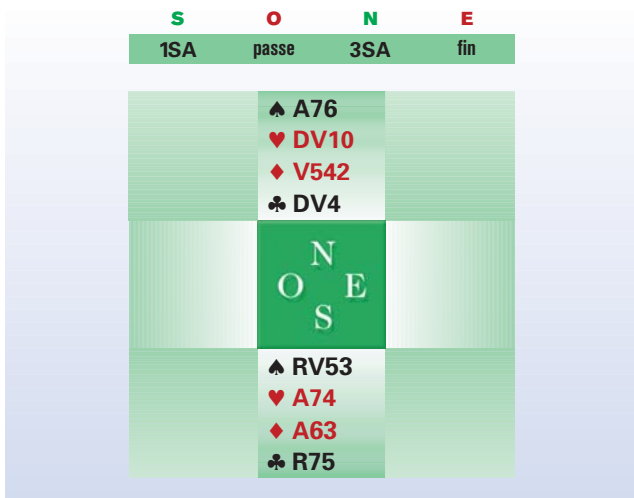 S O N E
1SA passe 3SA fin
♠ A76
♥ DV10
♦ V542
♣ DV4
N
O E
S
♠ RV53
♥ A74
♦ A63
♣ R75